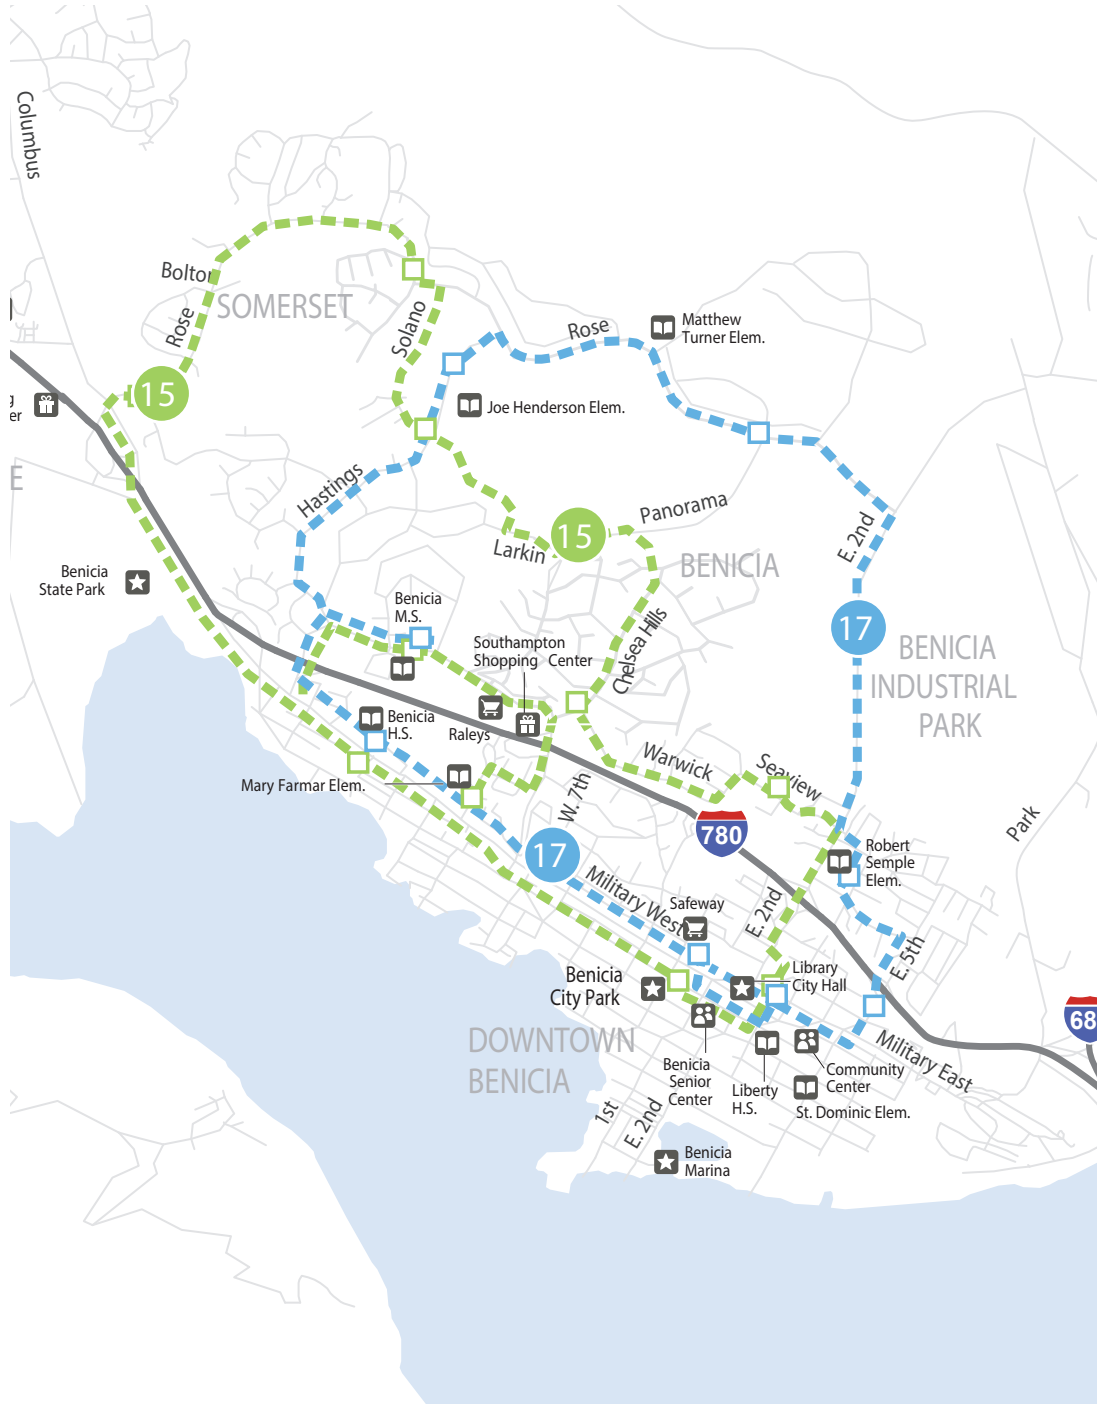 Columbus
Bolton
Rose
SOMERSET
Solano
Rose
Matthew
Turner Elem.
15
g
er
Joe Henderson Elem.
E
Hastings
Panorama
15
Larkin
E. 2nd
BENICIA
Benicia
State Park
Benicia
M.S.
Southampton
Shopping Center
Chelsea Hills
17
BENICIA
INDUSTRIAL
PARK
Benicia
H.S.
Raleys
Mary Farmar Elem.
Warwick
Seaview
W. 7th
780
Park
17
Robert
Semple
Elem.
Military West
Safeway
E. 2nd
E. 5th
Library
City Hall
Benicia
City Park
680
DOWNTOWN
BENICIA
Military East
Benicia
Senior
Center
Liberty
H.S.
Community
Center
St. Dominic Elem.
1st
E. 2nd
Benicia
Marina